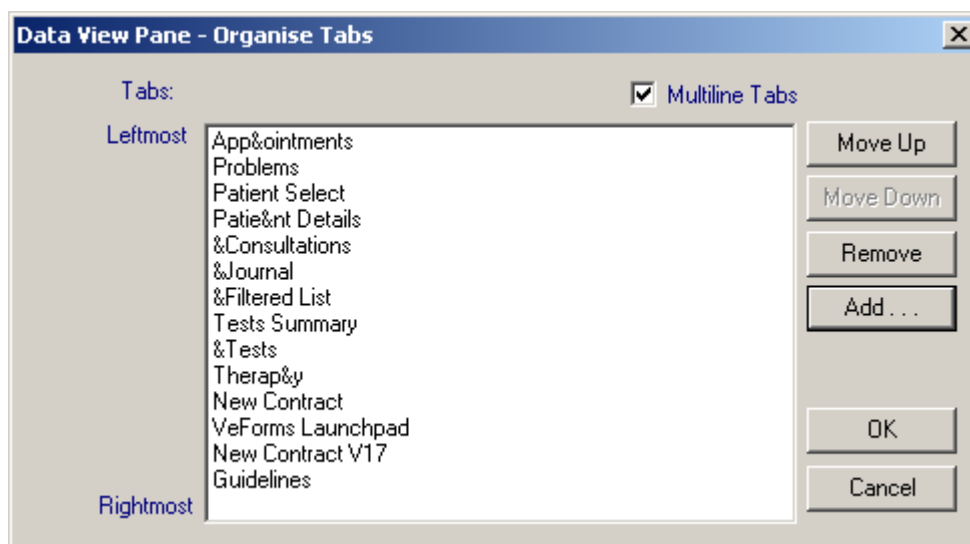 Data View Pane - Organise Tabs
Tabs:
Multiline Tabs
Leftmost
App&ointments
Problems
Patient Select
Patie&nt Details
&Consultations
&Journal
&Filtered List
Tests Summary
&Tests
Therap&y
New Contract
VeForms Launchpad
New Contract V17
Guidelines
Rightmost
Move Up
Move Down
Remove
Add . . .
OK
Cancel